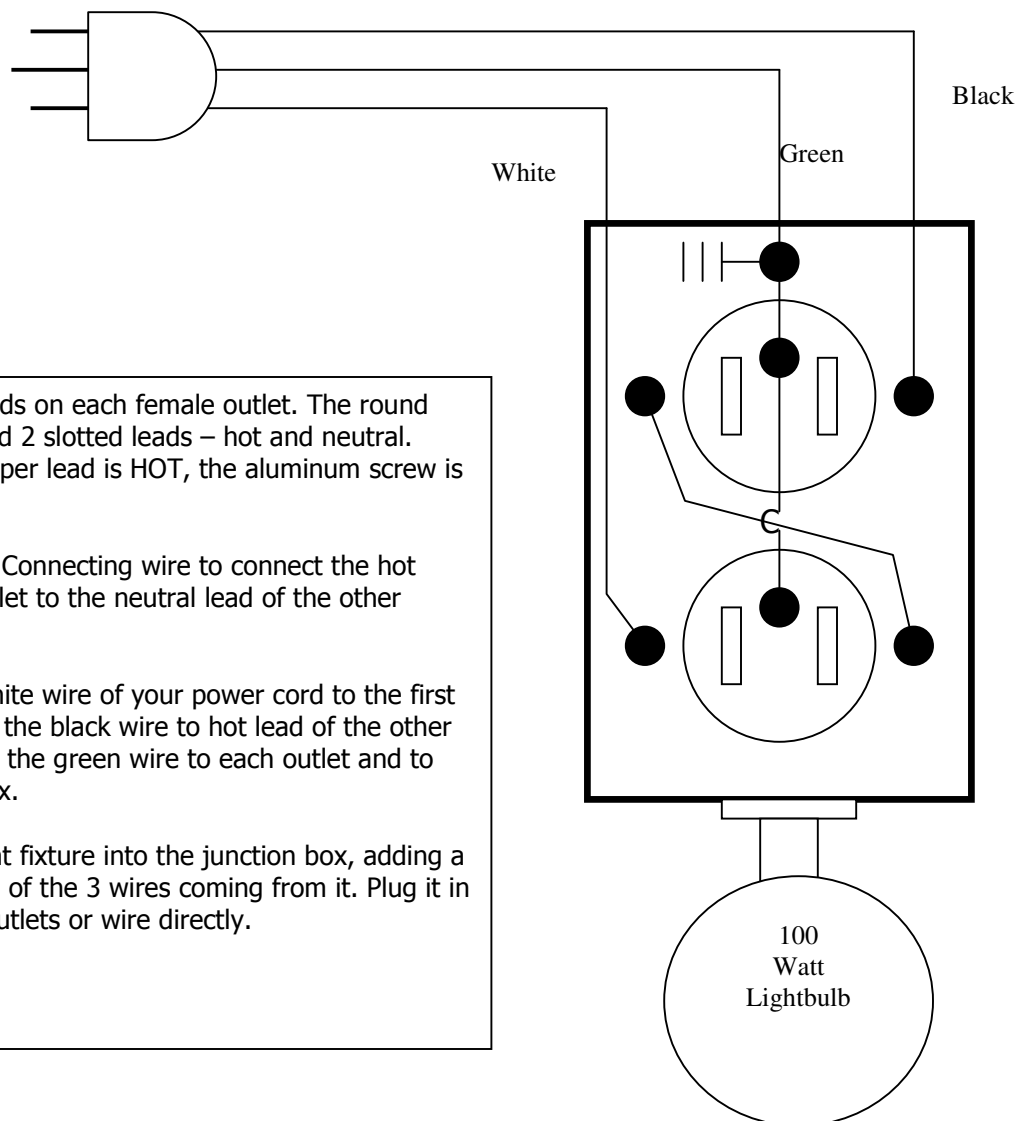 Black
Green
White
ds on each female outlet. The round
d 2 slotted leads – hot and neutral.
per lead is HOT, the aluminum screw is
Connecting wire to connect the hot
let to the neutral lead of the other
ite wire of your power cord to the first
the black wire to hot lead of the other
the green wire to each outlet and to
x.
t fixture into the junction box, adding a
of the 3 wires coming from it. Plug it in
utlets or wire directly.
100
Watt
Lightbulb